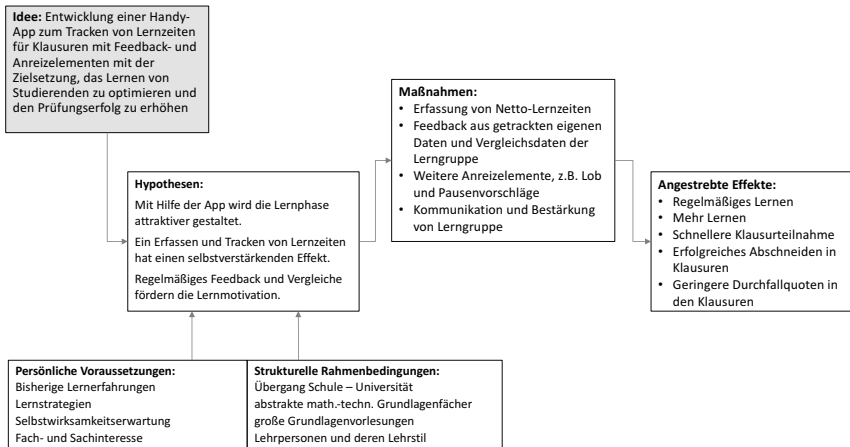 Idee: Entwicklung einer Handy-
App zum Tracken von Lernzeiten
für Klausuren mit Feedback- und
Anreizelementen mit der
Zielsetzung, das Lernen von
Studierenden zu optimieren und
den Prüfungserfolg zu erhöhen
Hypothesen:
Mit Hilfe der App wird die Lernphase
attraktiver gestaltet.
Ein Erfassen und Tracken von Lernzeiten
hat einen selbstverstärkenden Effekt.
Regelmäßiges Feedback und Vergleiche
fördern die Lernmotivation.
Maßnahmen:
• Erfassung von Netto-Lernzeiten
• Feedback aus getrackten eigenen
Daten und Vergleichsdaten der
Lerngruppe
• Weitere Anreizelemente, z.B. Lob
und Pausenvorschläge
• Kommunikation und Bestärkung
von Lerngruppe
Angestrebte Effekte:
• Regelmäßiges Lernen
• Mehr Lernen
• Schnellere Klausurteilnahme
• Erfolgreiches Abschneiden in
Klausuren
• Geringere Durchfallquoten in
den Klausuren
Persönliche Voraussetzungen:
Bisherige Lernerfahrungen
Lernstrategien
Selbstwirksamkeitserwartung
Fach- und Sachinteresse
Strukturelle Rahmenbedingungen:
Übergang Schule – Universität
abstrakte math.-techn. Grundlagenfächer
große Grundlagenvorlesungen
Lehrpersonen und deren Lehrstil